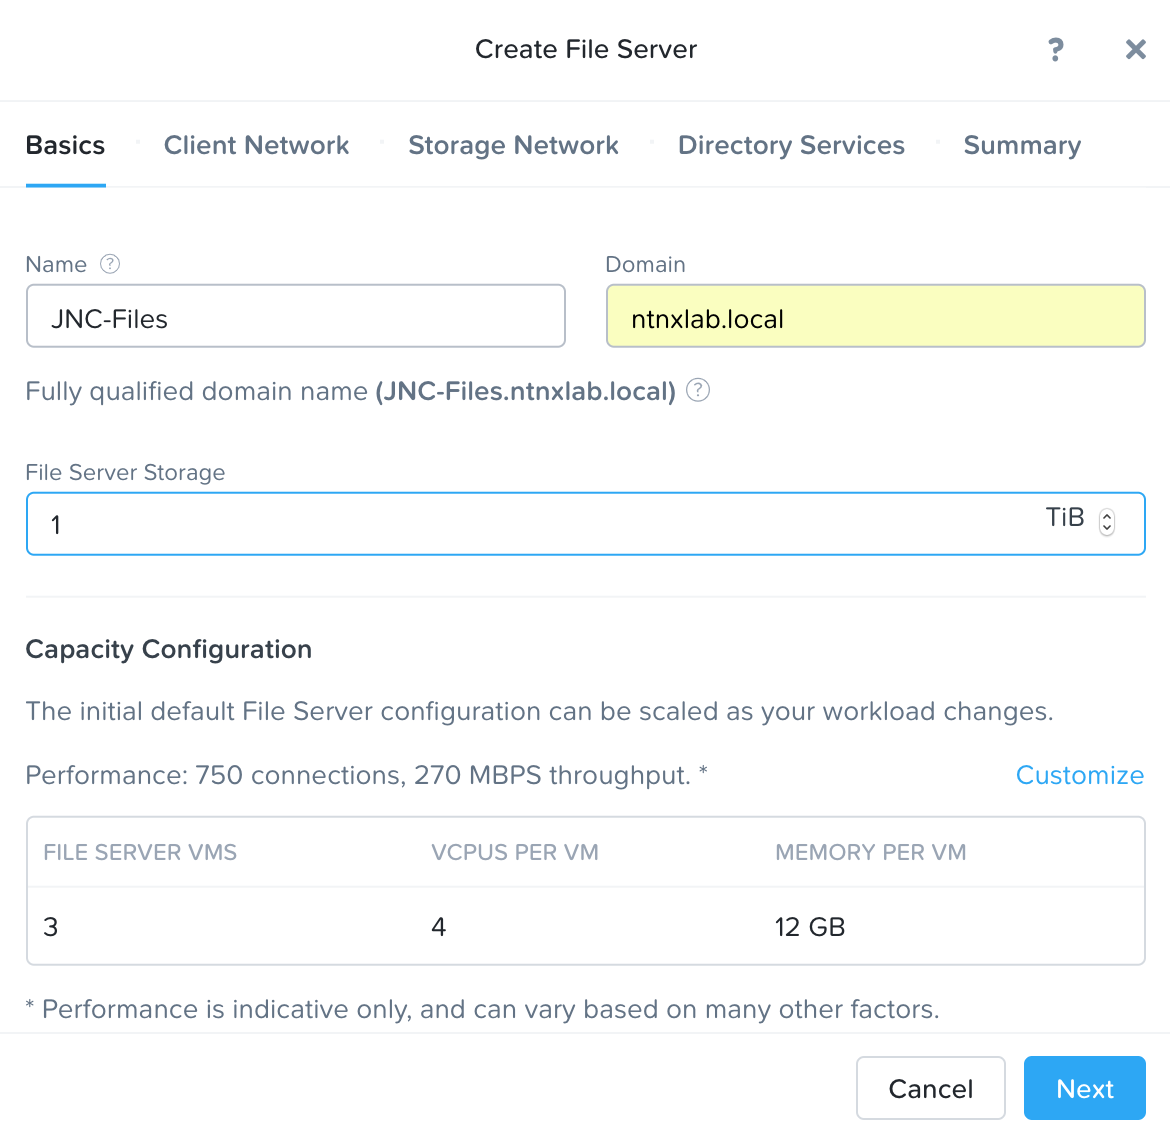 Create File Server ? ×
Basics Client Network Storage Network Directory Services Summary
Name ? Domain
JNC-Files ntnxlab.local
Fully qualified domain name (JNC-Files.ntnxlab.local) ?
File Server Storage
1 TiB
Capacity Configuration
The initial default File Server configuration can be scaled as your workload changes.
Performance: 750 connections, 270 MBPS throughput. * Customize
FILE SERVER VMS VCPUS PER VM MEMORY PER VM
3 4 12 GB
* Performance is indicative only, and can vary based on many other factors.
Cancel Next